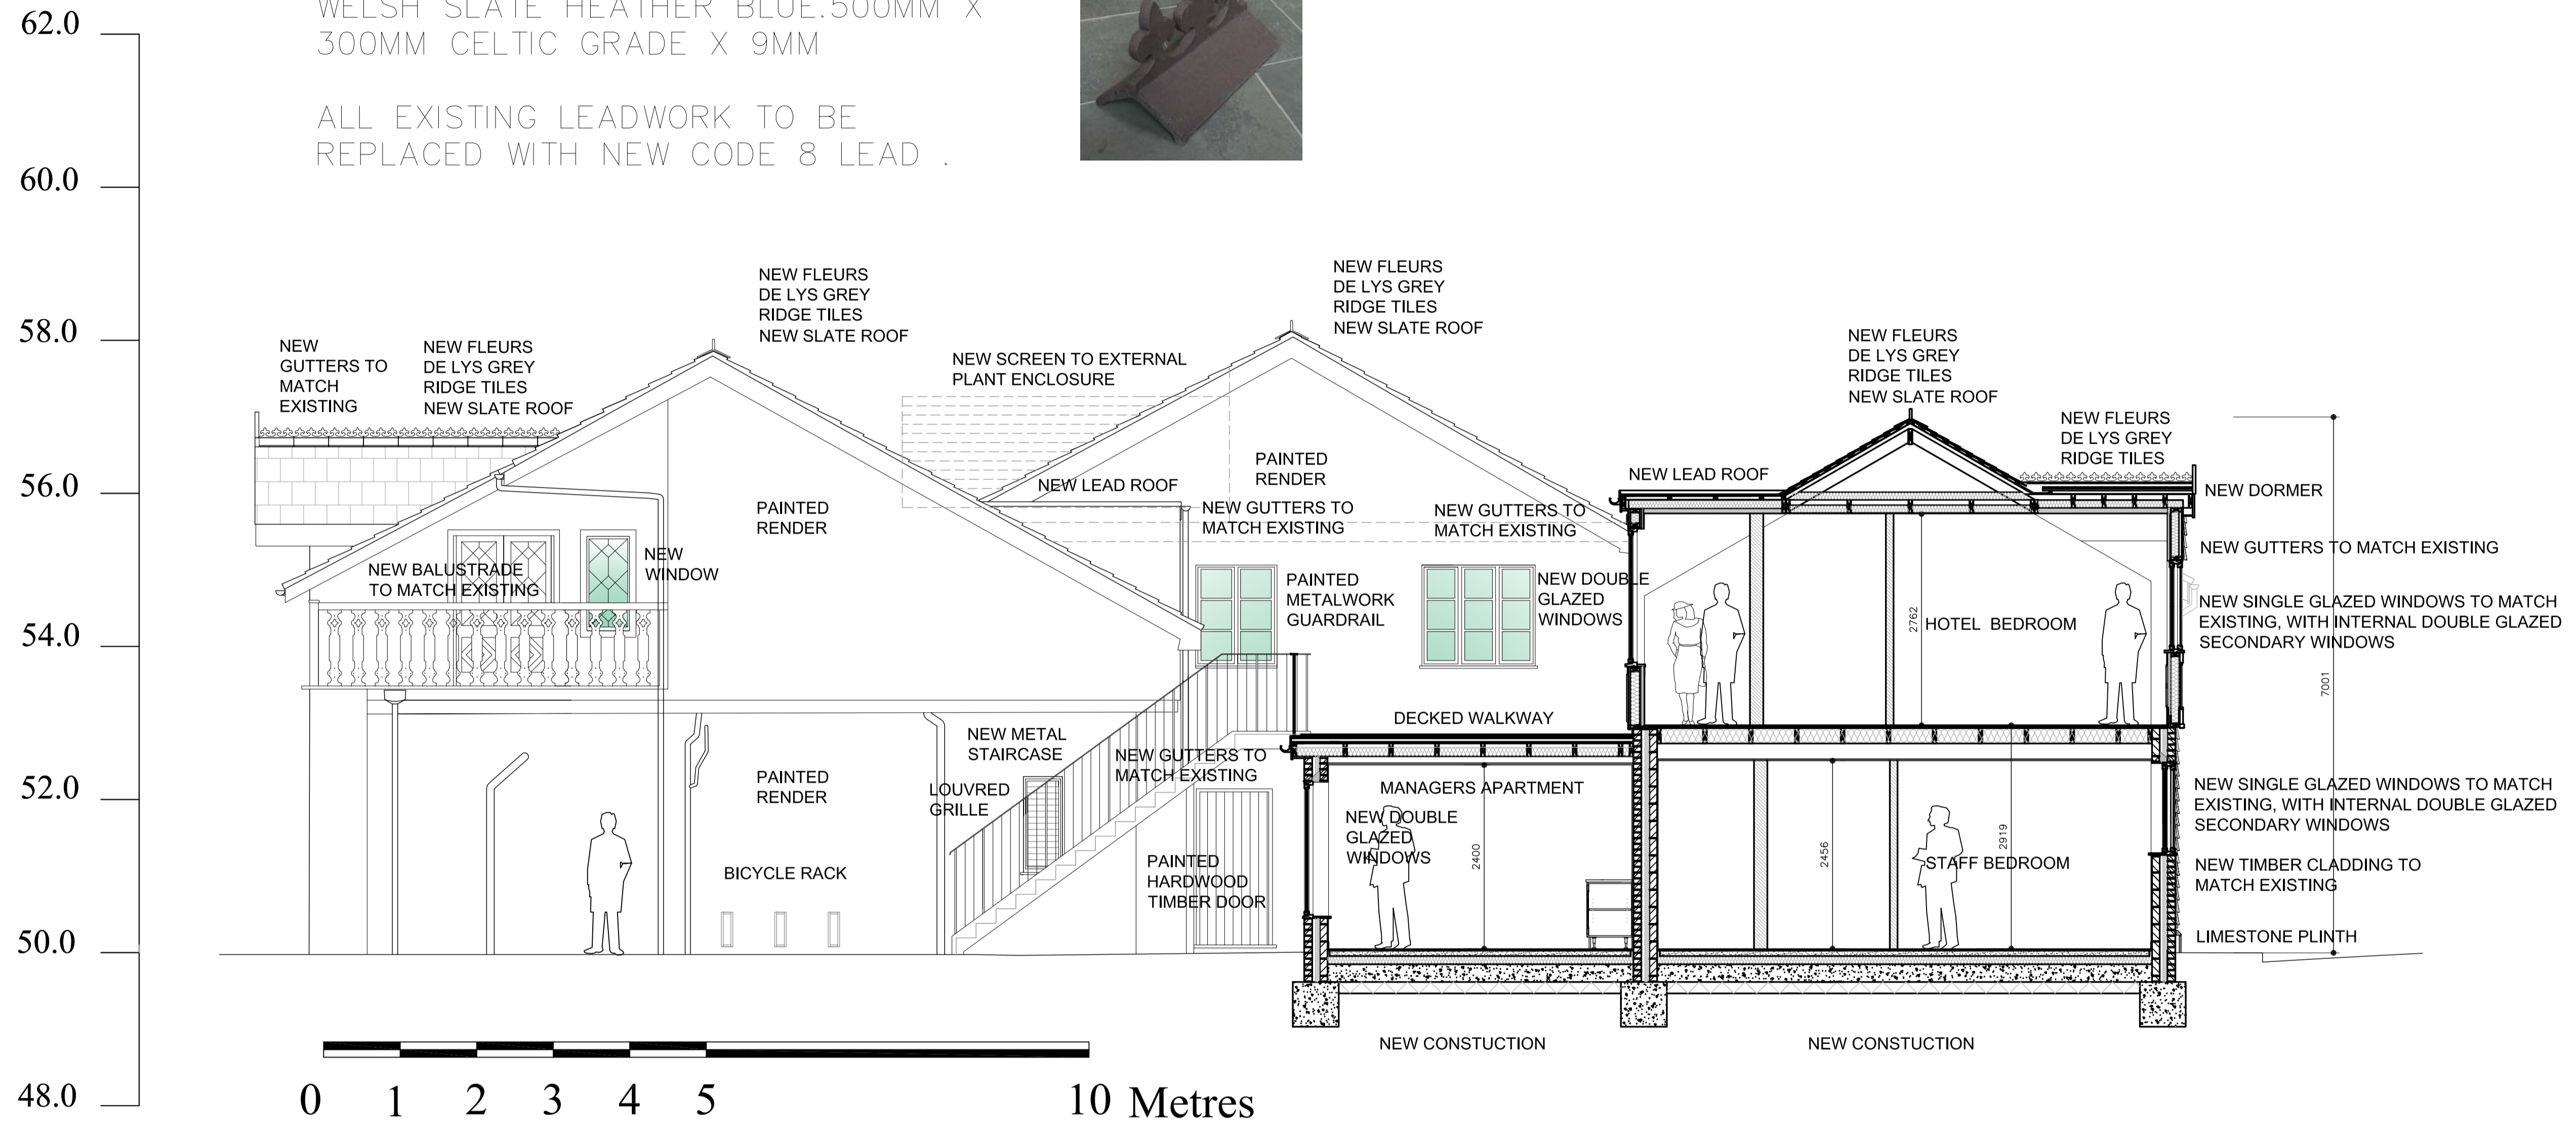 WELSH SLATE HEATHER BLUE.500MM X
300MM CELTIC GRADE X 9MM
ALL EXISTING LEADWORK TO BE
REPLACED WITH NEW CODE 8 LEAD .
62.0
60.0
58.0
56.0
54.0
52.0
50.0
48.0
NEW
GUTTERS TO
MATCH
EXISTING
NEW FLEURS
DE LYS GREY
RIDGE TILES
NEW SLATE ROOF
NEW FLEURS
DE LYS GREY
RIDGE TILES
NEW SLATE ROOF
NEW SCREEN TO EXTERNAL
PLANT ENCLOSURE
NEW FLEURS
DE LYS GREY
RIDGE TILES
NEW SLATE ROOF
NEW FLEURS
DE LYS GREY
RIDGE TILES
NEW SLATE ROOF
NEW FLEURS
DE LYS GREY
RIDGE TILES
NEW LEAD ROOF
NEW DORMER
PAINTED
RENDER
NEW LEAD ROOF
PAINTED
RENDER
NEW GUTTERS TO
MATCH EXISTING
NEW GUTTERS TO
MATCH EXISTING
NEW GUTTERS TO MATCH EXISTING
NEW BALUSTRADE
TO MATCH EXISTING
NEW
WINDOW
PAINTED
METALWORK
GUARDRAIL
NEW DOUBLE
GLAZED
WINDOWS
2762
HOTEL BEDROOM
NEW SINGLE GLAZED WINDOWS TO MATCH
EXISTING, WITH INTERNAL DOUBLE GLAZED
SECONDARY WINDOWS
7001
DECKED WALKWAY
NEW METAL
STAIRCASE
NEW GUTTERS TO
MATCH EXISTING
PAINTED
RENDER
LOUVRED
GRILLE
MANAGERS APARTMENT
NEW DOUBLE
GLAZED
WINDOWS
2400
2456
2919
STAFF BEDROOM
NEW SINGLE GLAZED WINDOWS TO MATCH
EXISTING, WITH INTERNAL DOUBLE GLAZED
SECONDARY WINDOWS
BICYCLE RACK
PAINTED
HARDWOOD
TIMBER DOOR
NEW TIMBER CLADDING TO
MATCH EXISTING
LIMESTONE PLINTH
NEW CONSTUCTION
NEW CONSTUCTION
0 1 2 3 4 5 10 Metres